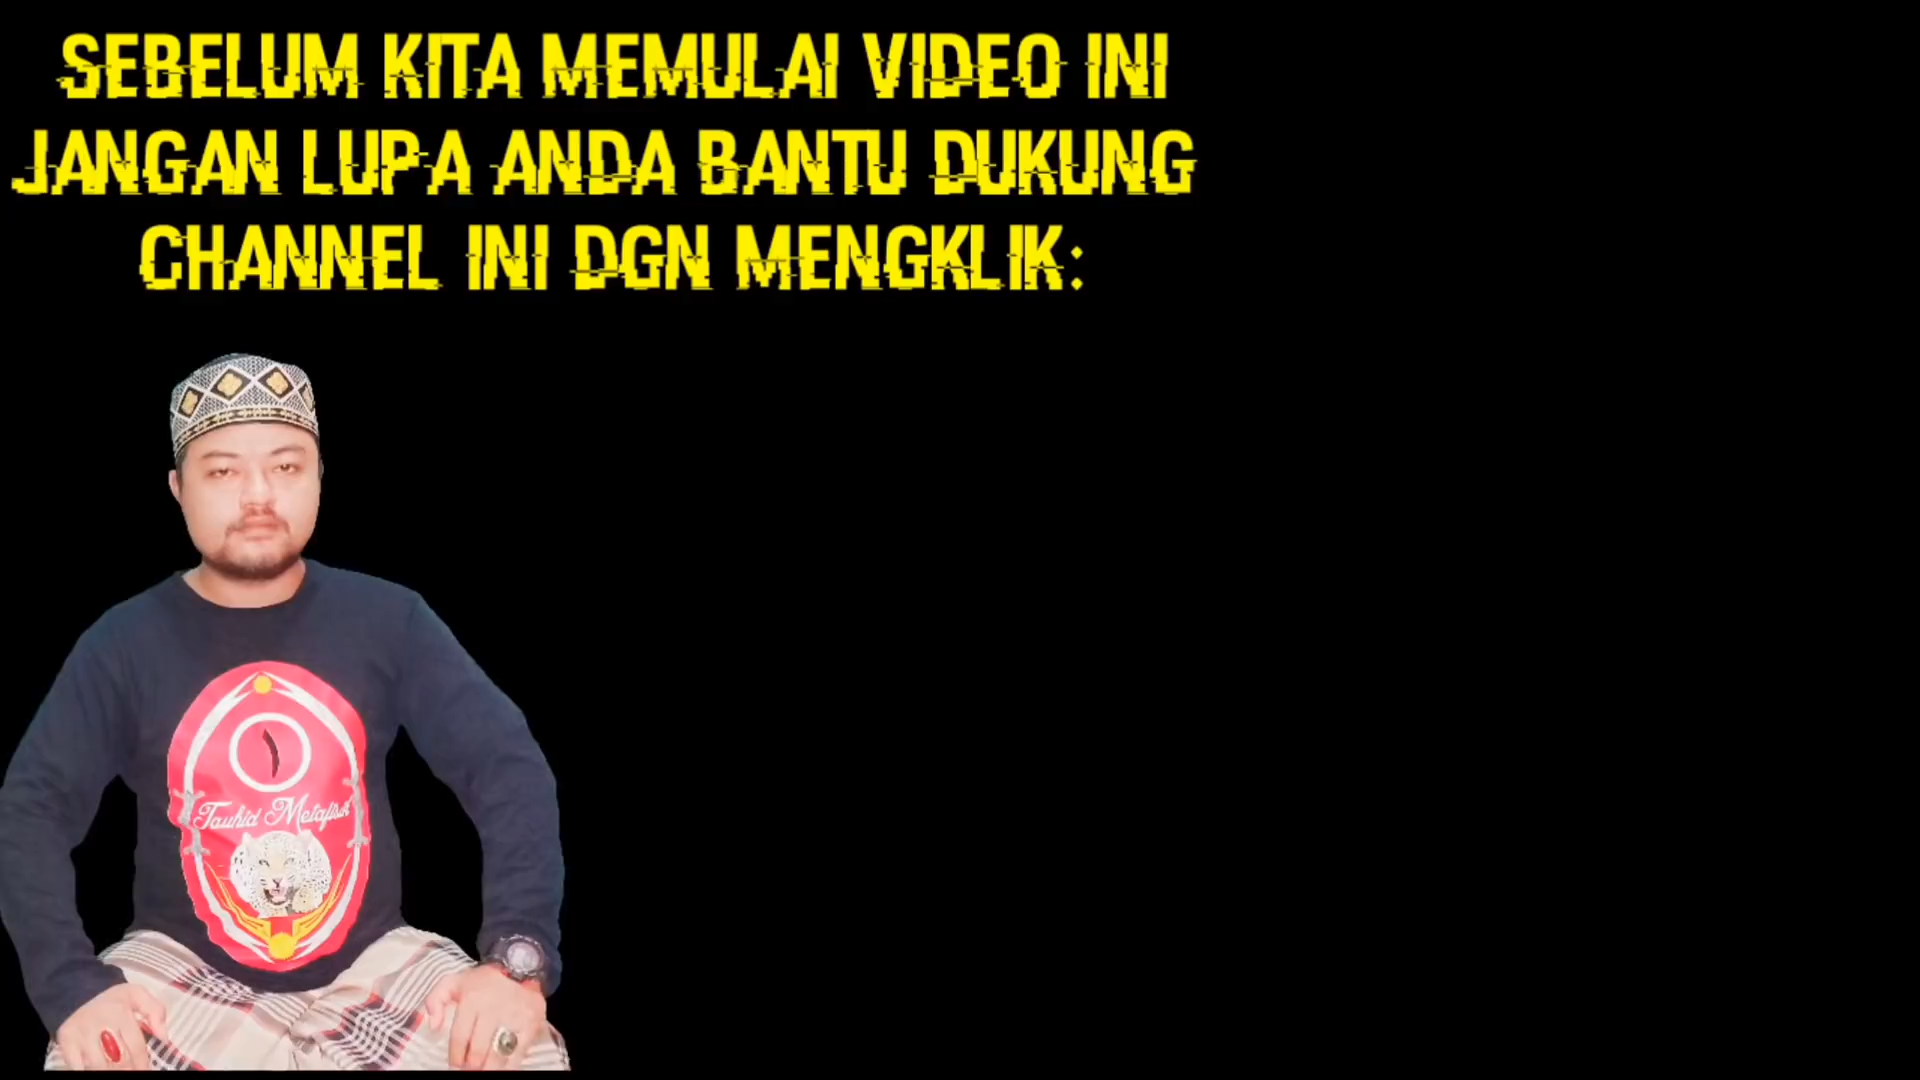 SEBELUM KITA MEMULAI VIDEO INI
JANGAN LUPA ANDA BANTU DUKUNG
CHANNEL INI DGN MENGKLIK:
Tauhid Metafisik